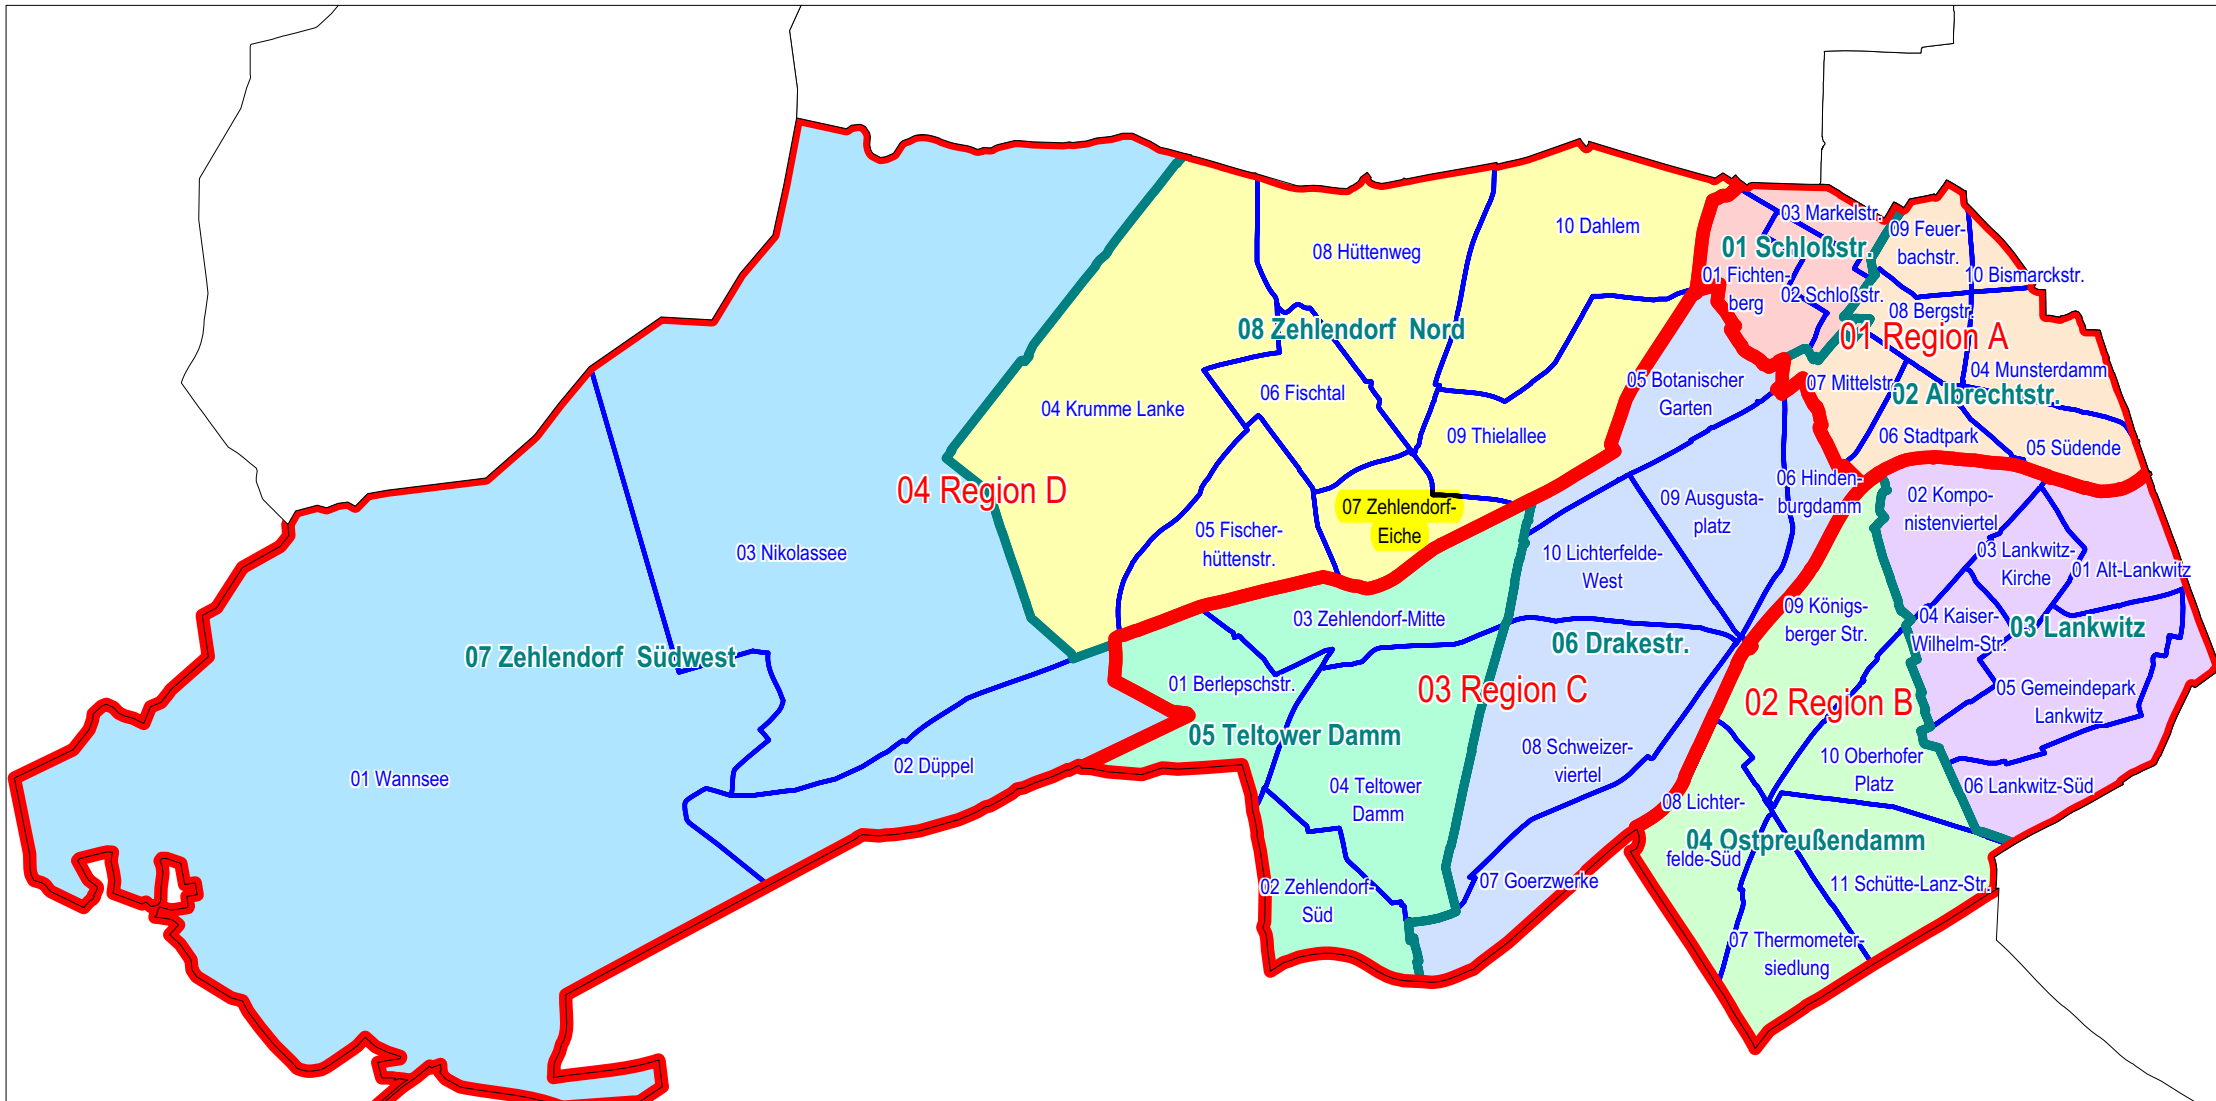 03 Markelstr.
10 Dahlem
09 Feuer-
bachstr.
08 Hüttenweg
01 Schloßstr.
01 Fichten-
berg
10 Bismarckstr.
02 Schloßstr.
08 Bergstr.
08 Zehlendorf Nord
01 Region A
04 Munsterdamm
05 Botanischer
Garten
07 Mittelstr.
02 Albrechtstr.
06 Fischtal
04 Krumme Lanke
09 Thielallee
06 Stadtpark
05 Südende
04 Region D
06 Hinden-
burgdamm
09 Ausgusta-
platz
02 Kompo-
nistenviertel
07 Zehlendorf-
Eiche
05 Fischer-
hüttenstr.
03 Nikolassee
10 Lichterfelde-
West
03 Lankwitz-
Kirche
01 Alt-Lankwitz
03 Zehlendorf-Mitte
09 Königs-
berger Str.
04 Kaiser-
Wilhelm-Str.
03 Lankwitz
07 Zehlendorf Südwest
06 Drakestr.
01 Berlepschstr.
03 Region C
02 Region B
05 Gemeindepark
Lankwitz
05 Teltower Damm
08 Schweizer-
viertel
10 Oberhofer
Platz
01 Wannsee
02 Düppel
04 Teltower
Damm
06 Lankwitz-Süd
08 Lichter-
felde-Süd
04 Ostpreußendamm
02 Zehlendorf-
Süd
07 Goerzwerke
11 Schütte-Lanz-Str.
07 Thermometer-
siedlung